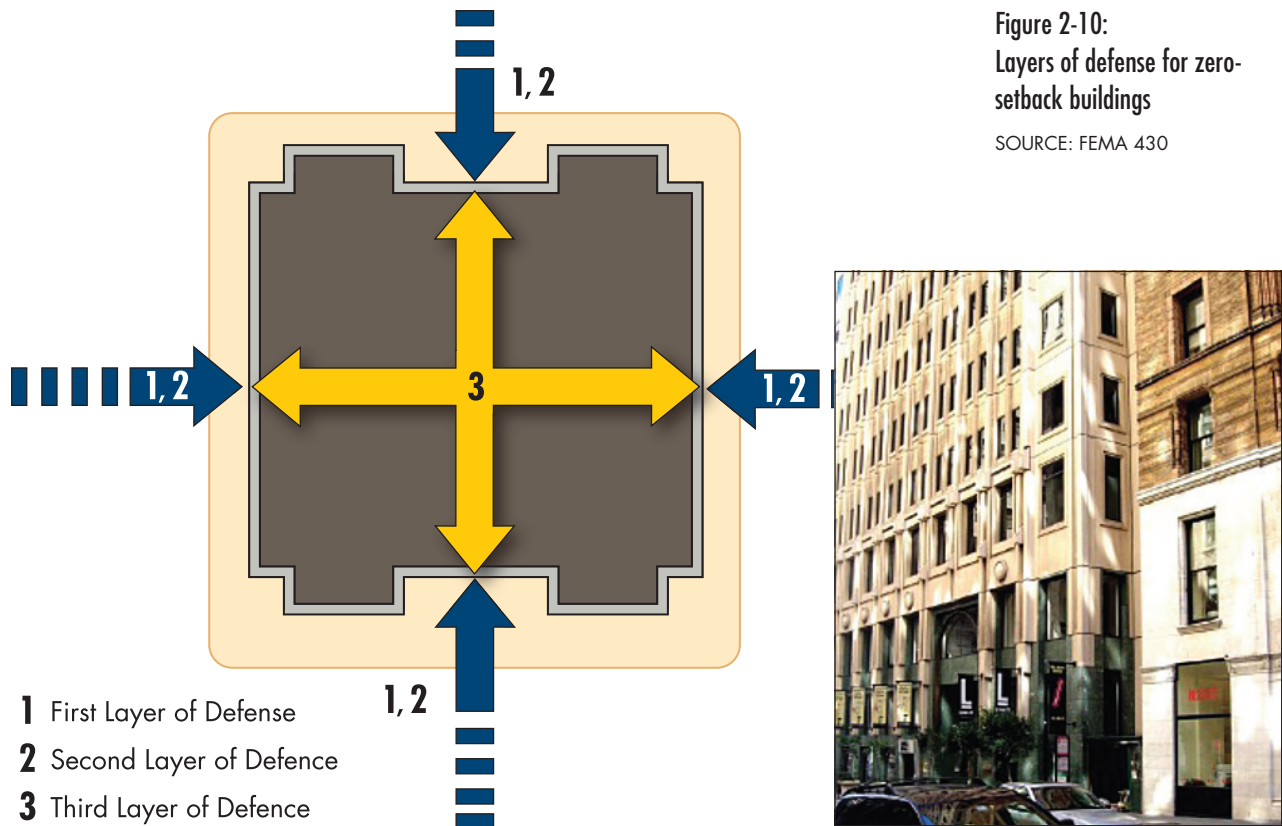 Figure 2-10:
Layers of defense for zero-
setback buildings
SOURCE: FEMA 430
1, 2
1, 2
3
1, 2
1, 2
1 First Layer of Defense
2 Second Layer of Defence
3 Third Layer of Defence
L
L